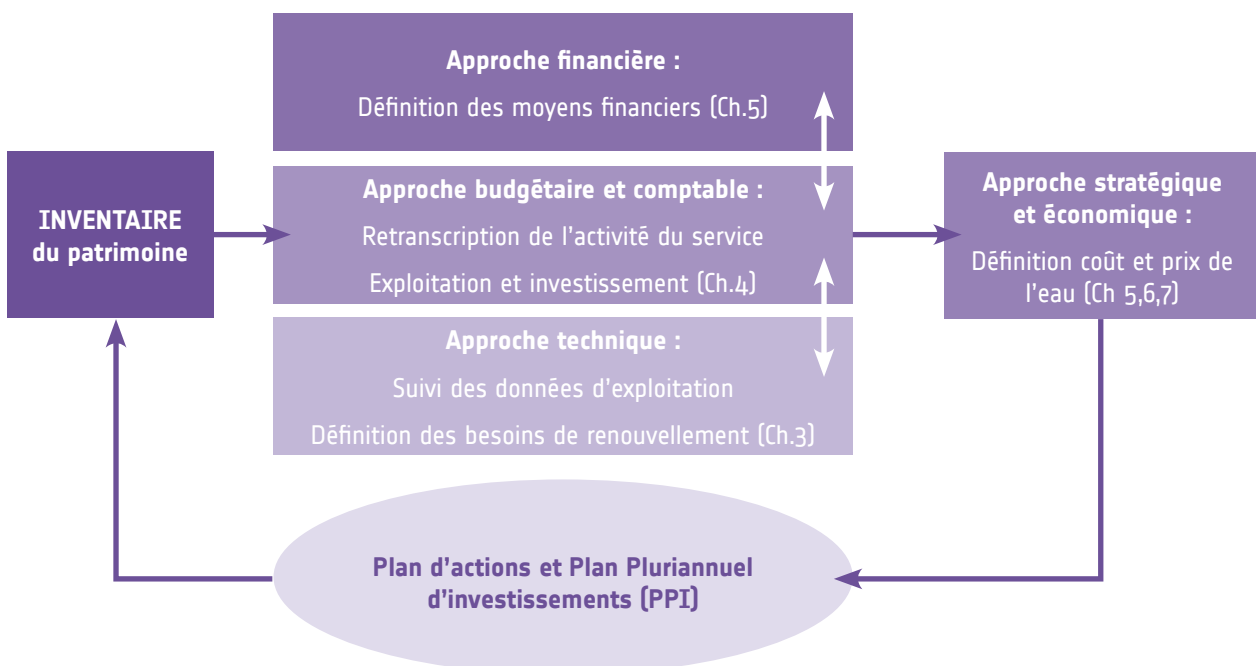 INVENTAIRE
du patrimoine
Approche financière :
Définition des moyens financiers (Ch.5)
Approche budgétaire et comptable :
Retranscription de l'activité du service
Exploitation et investissement (Ch.4)
Approche technique :
Suivi des données d'exploitation
Définition des besoins de renouvellement (Ch.3)
Approche stratégique
et économique :
Définition coût et prix de
l'eau (Ch 5,6,7)
Plan d'actions et Plan Pluriannuel
d'investissements (PPI)